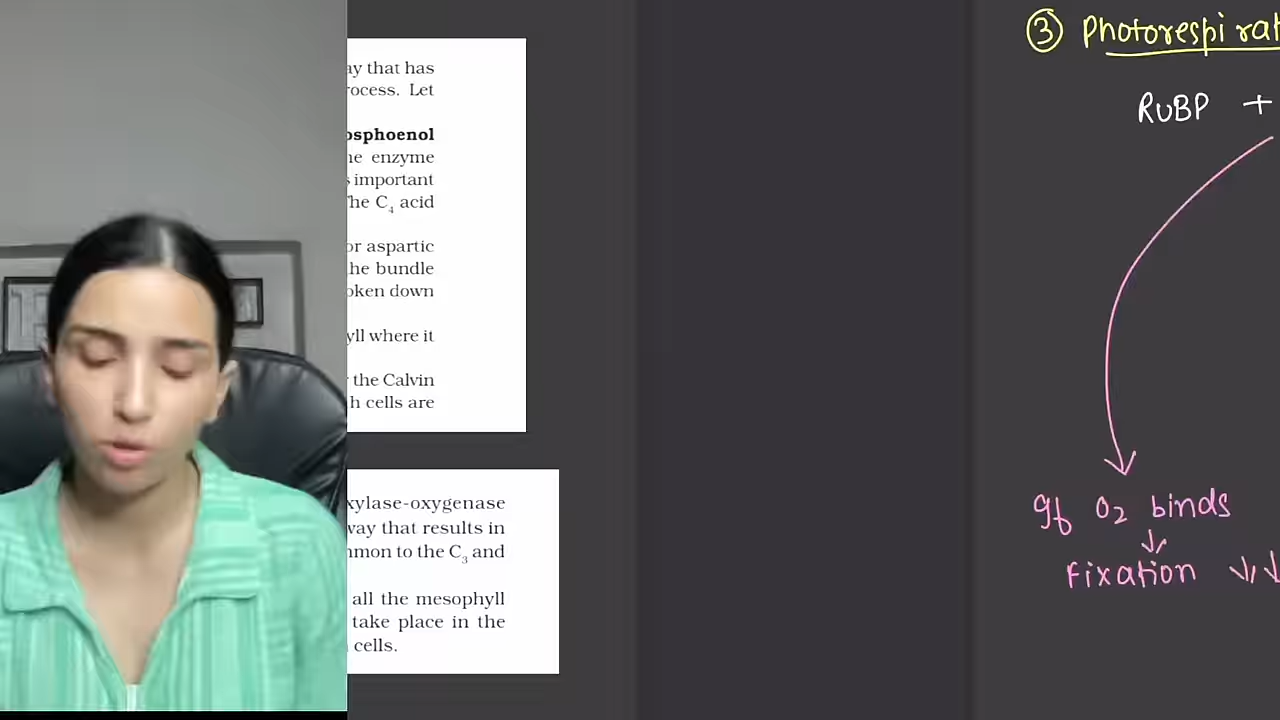 ay that has
rocess. Let
osphoenol
he enzyme
s important
The C₄ acid
or aspartic
he bundle
oken down
yll where it
the Calvin
h cells are
xylase-oxygenase
way that results in
mmon to the C₃ and
all the mesophyll
take place in the
cells.
③ Photorespirat
RuBP +
If O₂ binds
↓
Fixation ↓↓